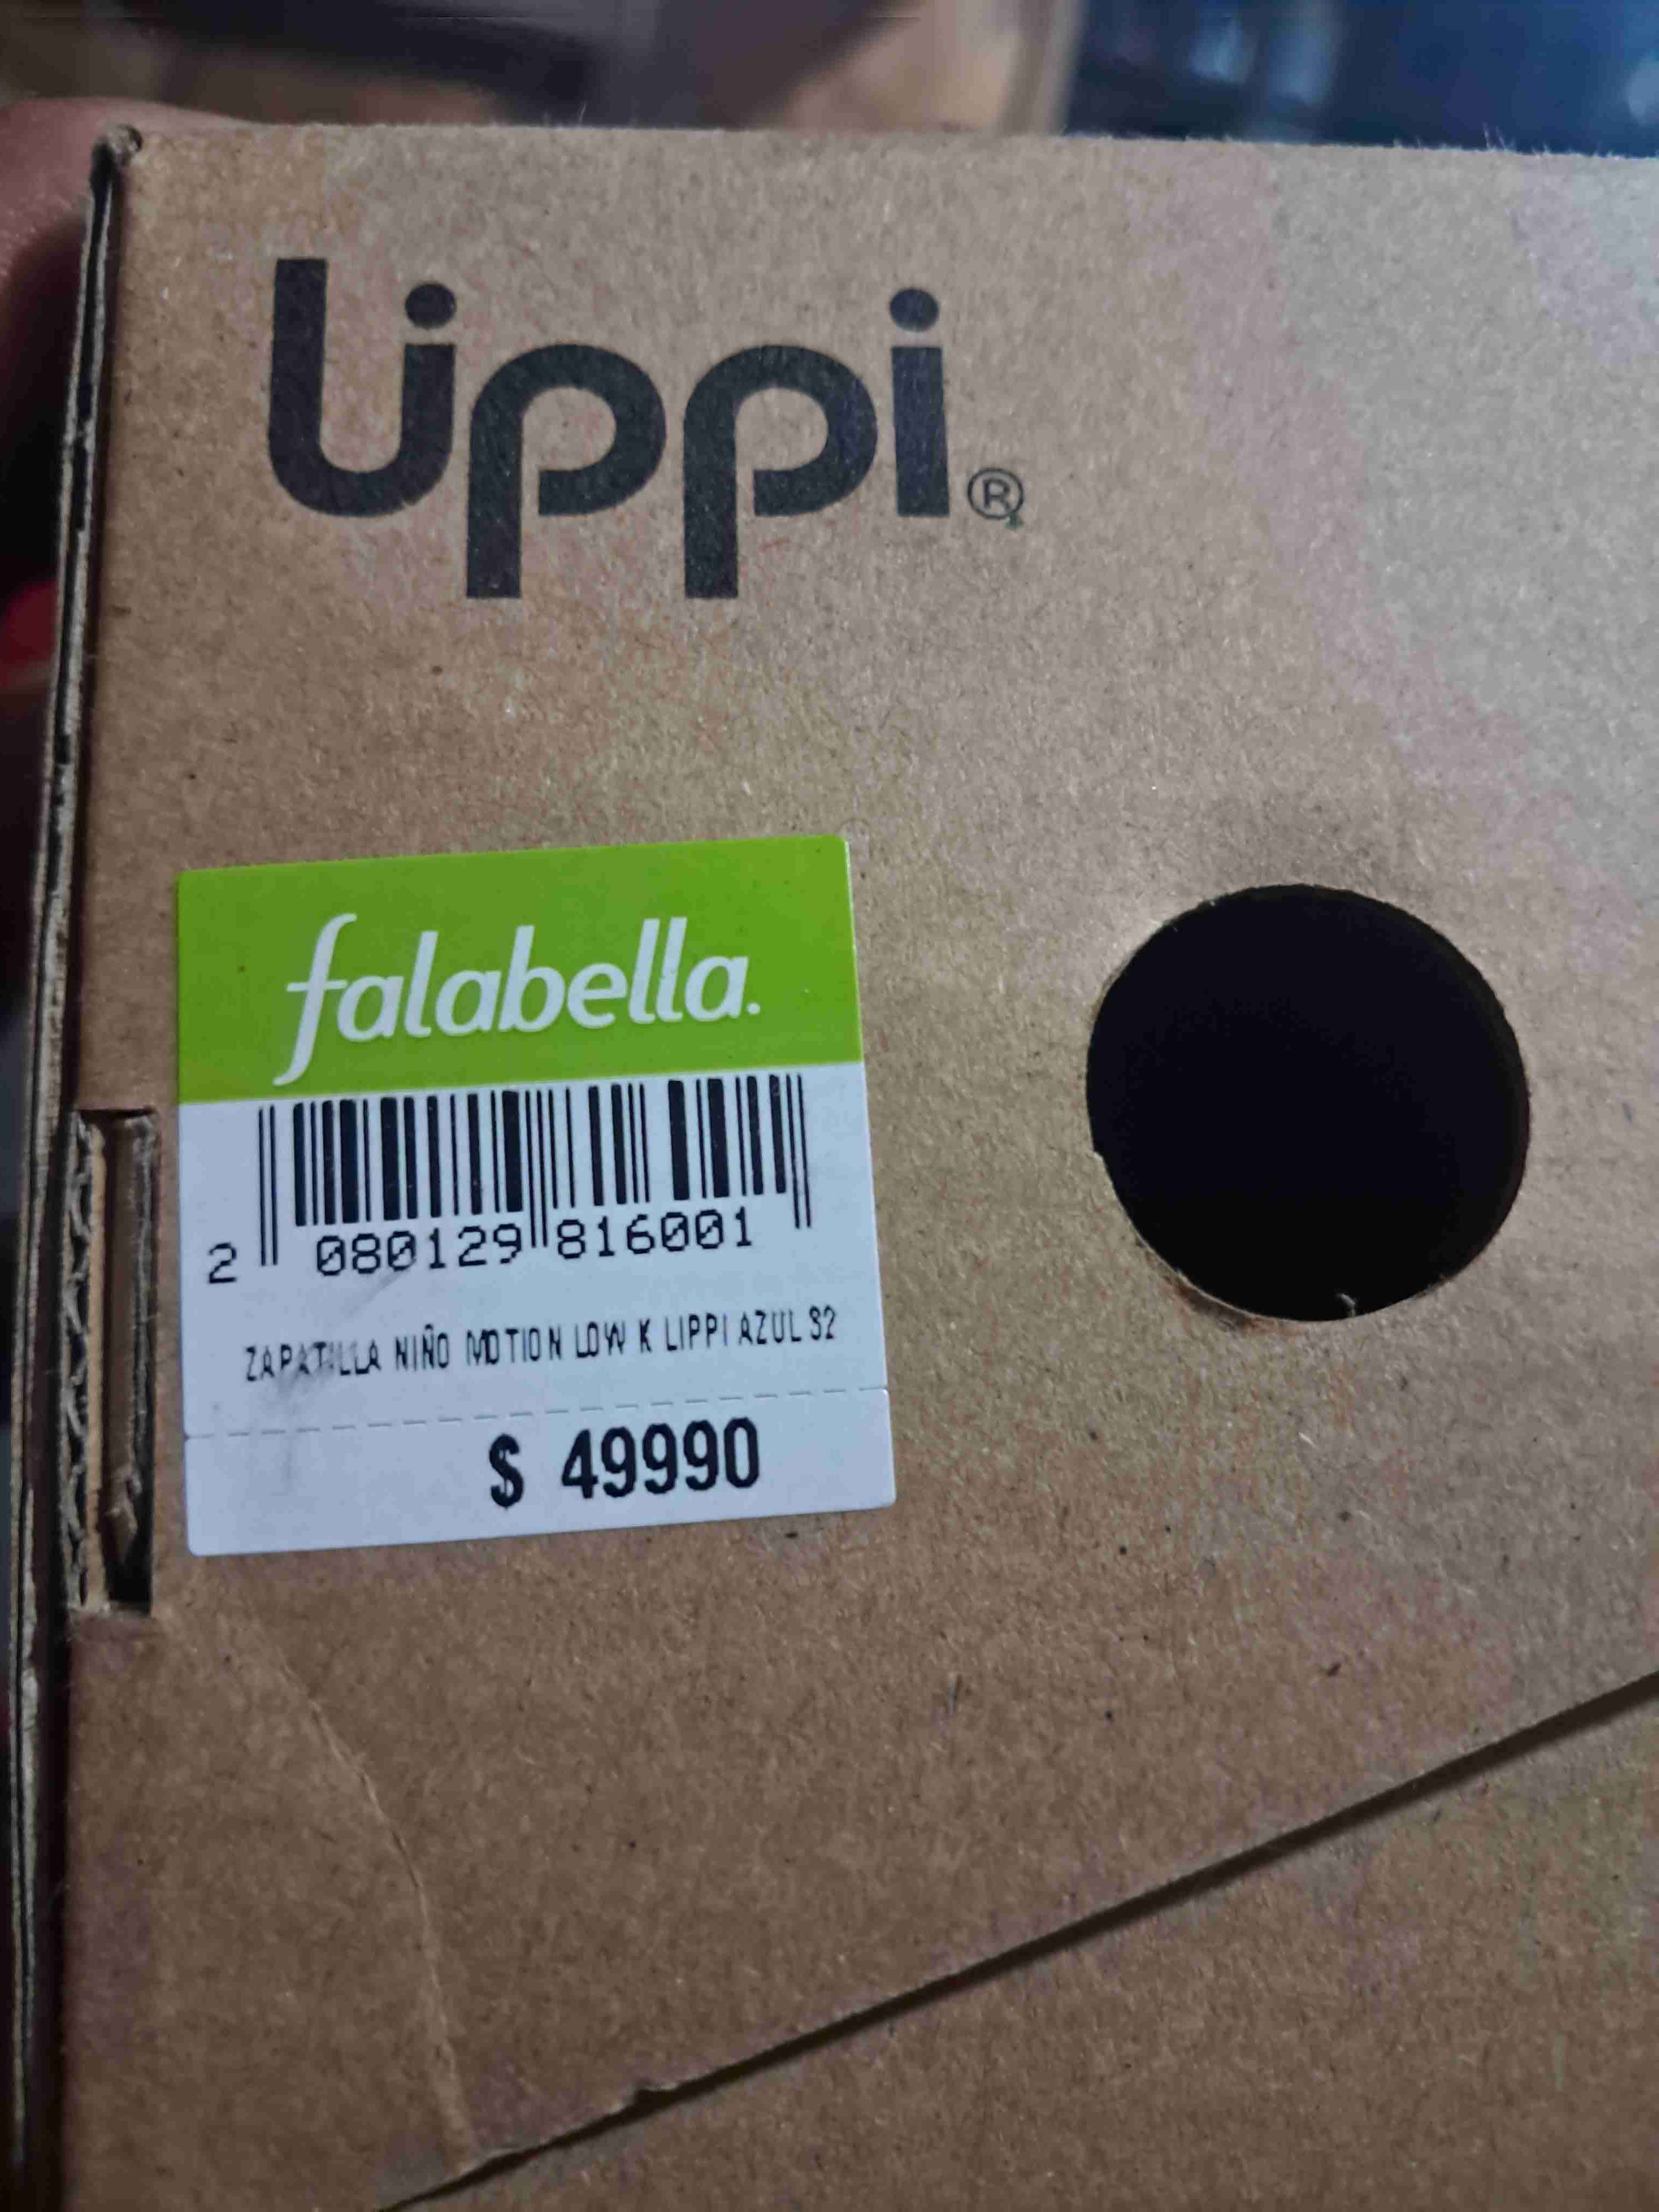 Lippi®
falabella.
2 080129 816001
ZAPATILLA NIÑO MOTION LOW K LIPPI AZUL 32
$ 49990